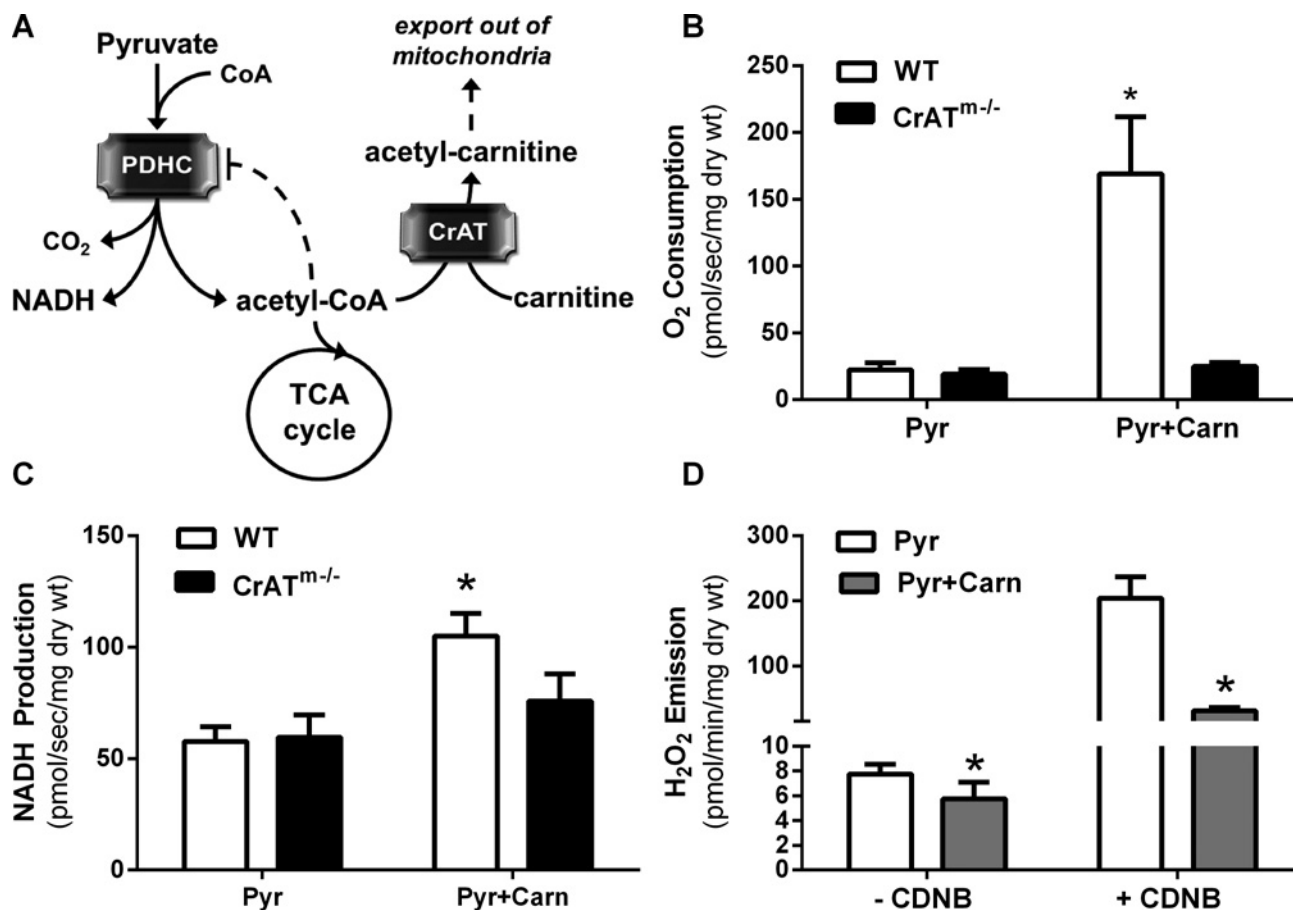 A
Pyruvate
CoA
PDHC
CO₂
NADH
acetyl-CoA
TCA
cycle
export out of
mitochondria
acetyl-carnitine
CrAT
carnitine
B
O₂ Consumption
(pmol/sec/mg dry wt)
250
200
150
100
50
0
WT
CrATᵐ⁻/⁻
*
Pyr
Pyr+Carn
C
NADH Production
(pmol/sec/mg dry wt)
150
100
50
0
WT
CrATᵐ⁻/⁻
*
Pyr
Pyr+Carn
D
H₂O₂ Emission
(pmol/min/mg dry wt)
300
200
100
8
6
4
2
0
Pyr
Pyr+Carn
*
*
- CDNB
+ CDNB